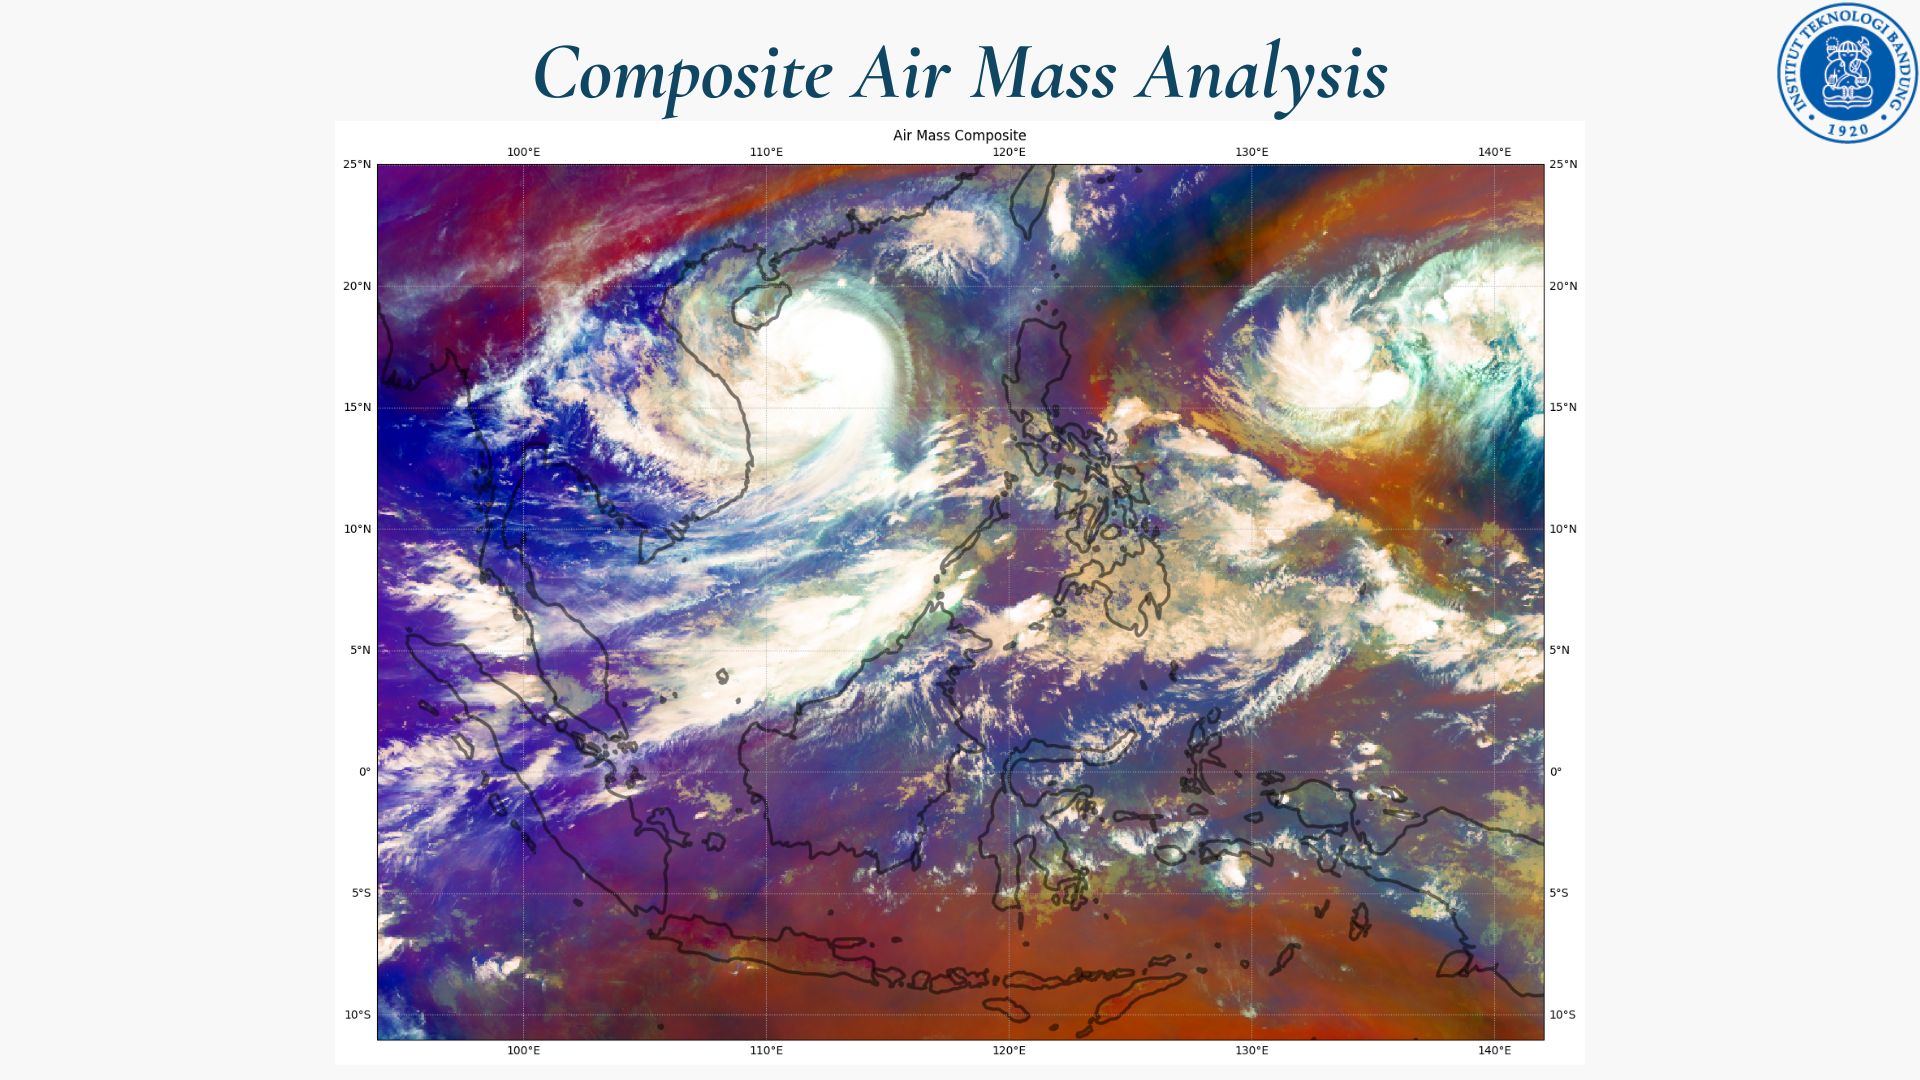 Composite Air Mass Analysis
INSTITUT TEKNOLOGI BANDUNG
1920
Air Mass Composite
100°E 110°E 120°E 130°E 140°E
25°N 25°N
20°N 20°N
15°N 15°N
10°N 10°N
5°N 5°N
0° 0°
5°S 5°S
10°S 10°S
100°E 110°E 120°E 130°E 140°E